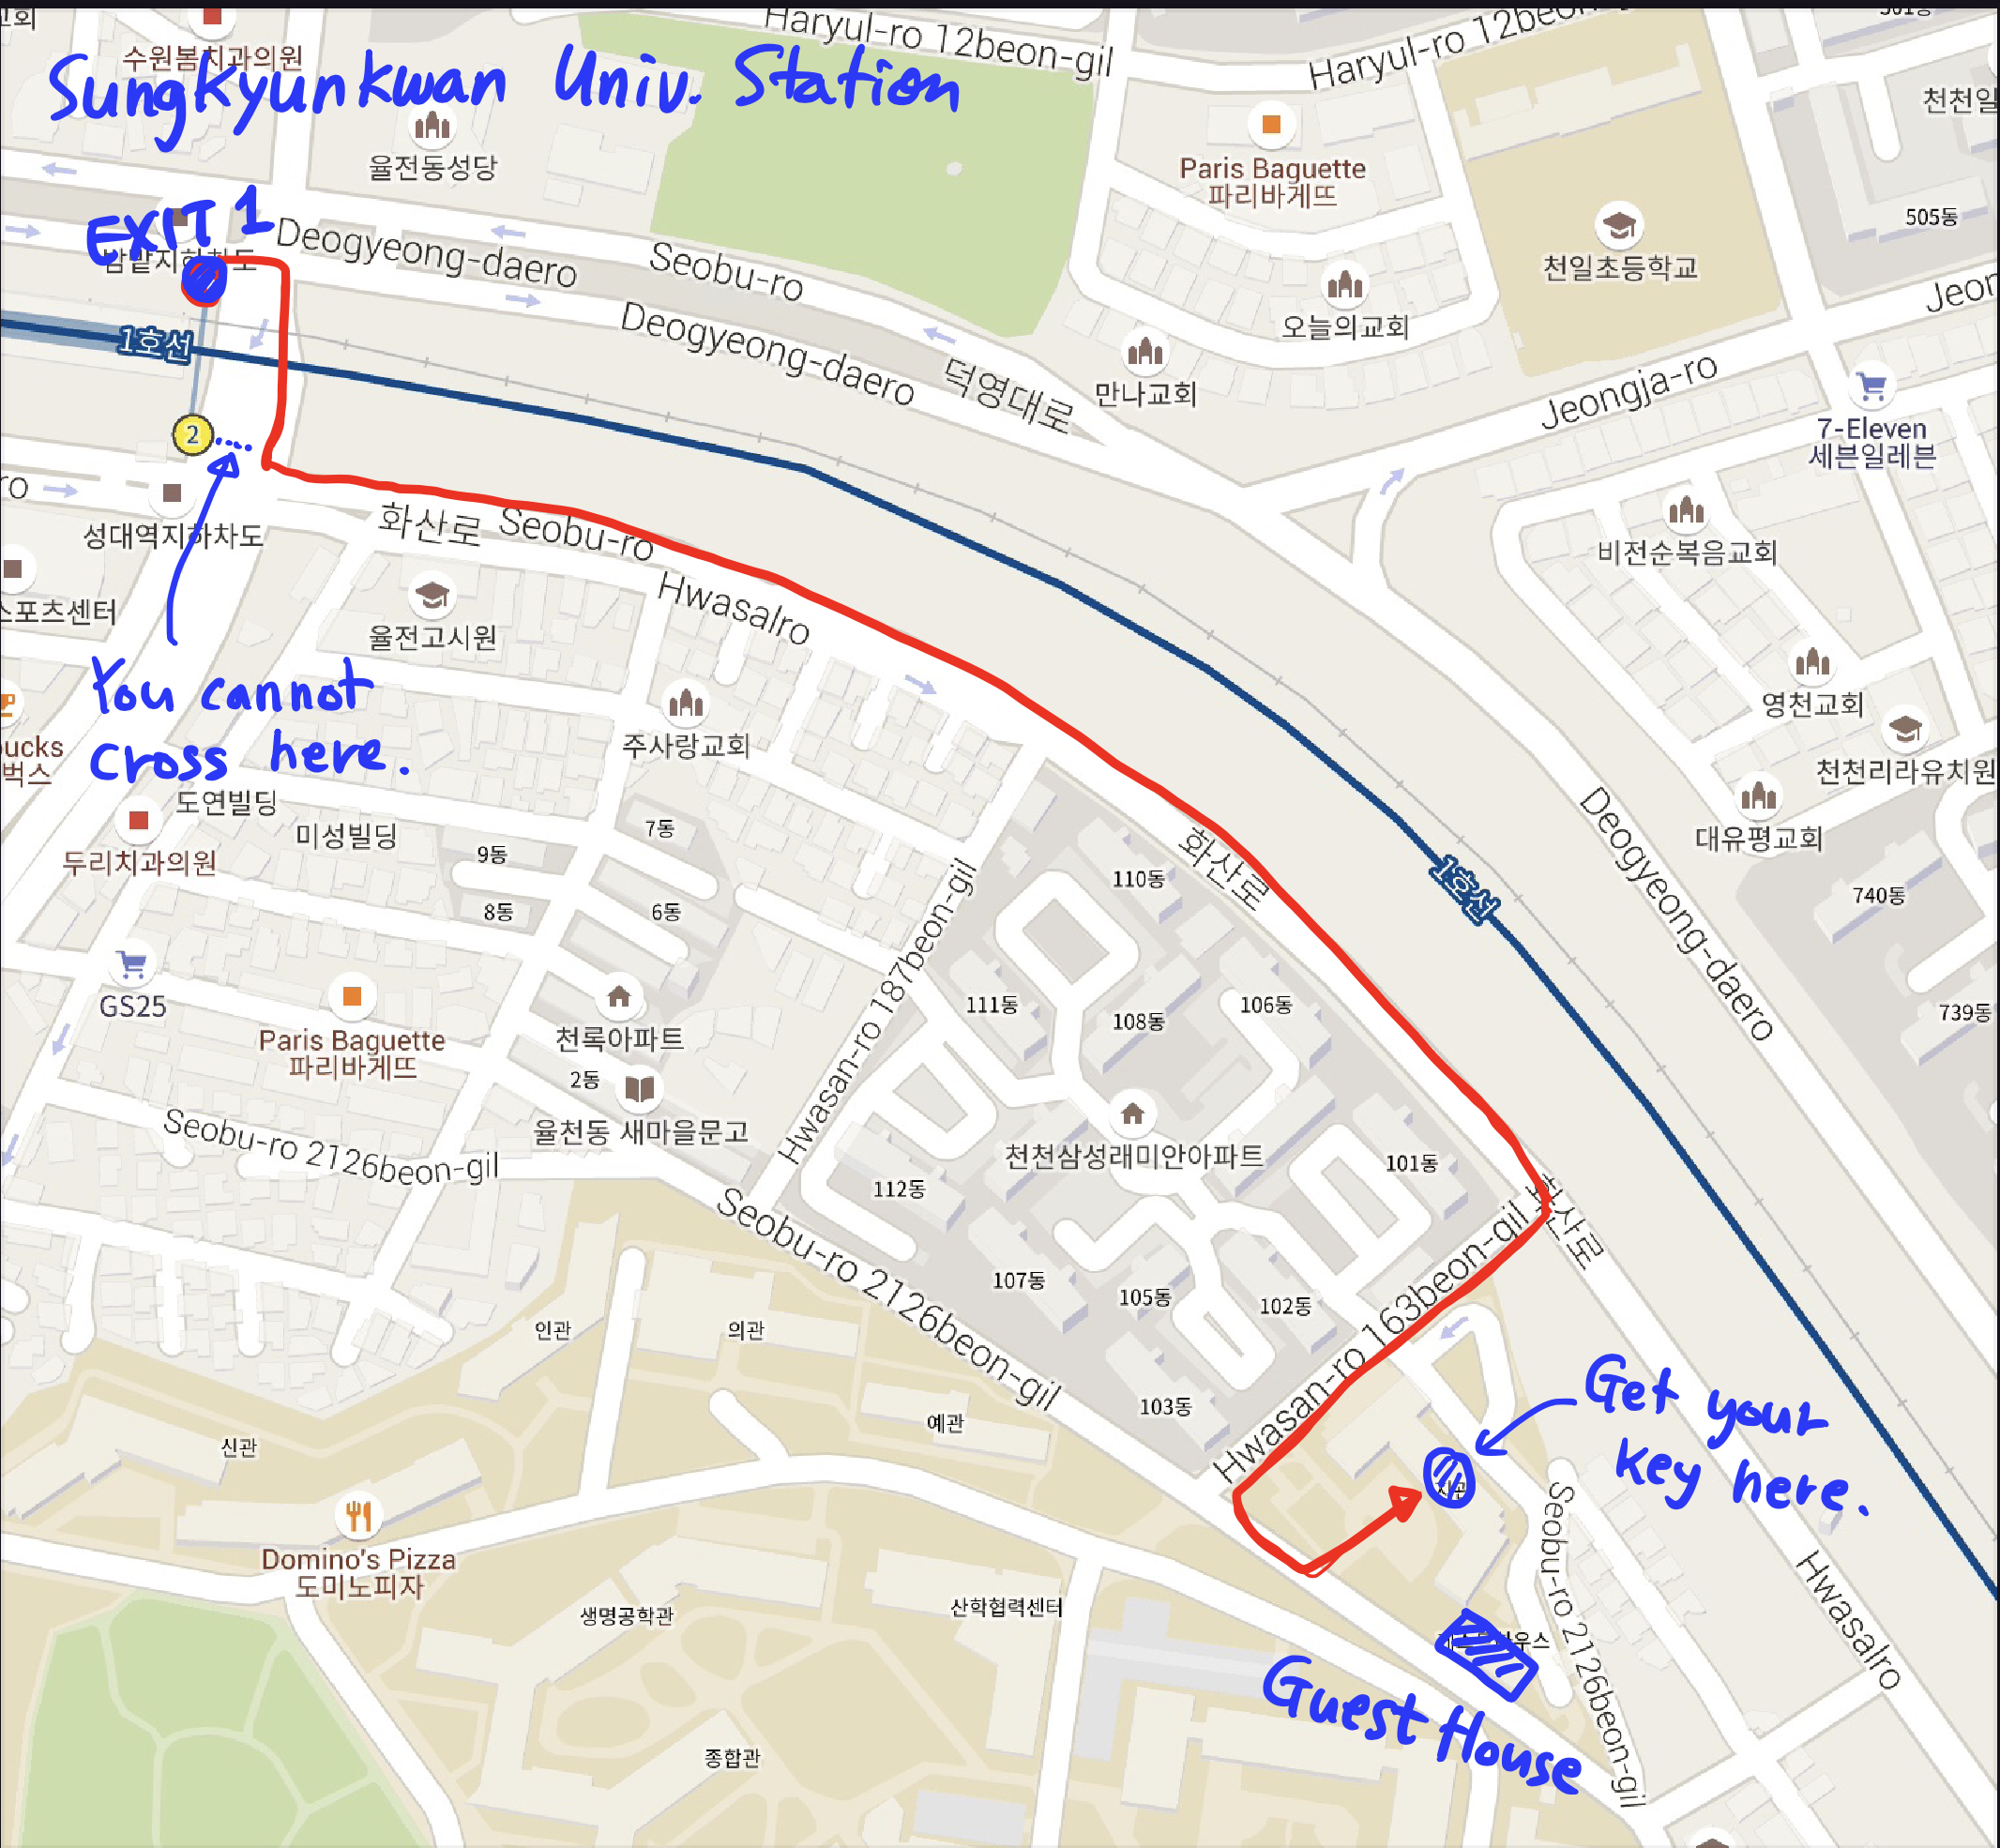 수원봄치과의원
Haryul-ro 12beon-gil
Haryul-ro 12beon
Sungkyunkwan Univ. Station
천천일
율전동성당
Paris Baguette
파리바게뜨
505동
천일초등학교
EXIT 1
밤밭지하차도
Deogyeong-daero
Seobu-ro
Jeon
오늘의교회
1호선
Deogyeong-daero
덕영대로
만나교회
Jeongja-ro
7-Eleven
세븐일레븐
2
ro
성대역지하차도
화산로 Seobu-ro
비전순복음교회
스포츠센터
율전고시원
Hwasalro
You cannot
cross here.
주사랑교회
영천교회
천천리라유치원
bucks
벅스
도연빌딩
미성빌딩
두리치과의원
7동
9동
8동
6동
대유평교회
Deogyeong-daero
화산로
1호선
110동
740동
739동
GS25
Paris Baguette
파리바게뜨
천록아파트
2동
율천동 새마을문고
Hwasan-ro 187beon-gil
111동
108동
106동
천천삼성래미안아파트
101동
112동
Seobu-ro 2126beon-gil
Seobu-ro 2126beon-gil
107동
105동
102동
103동
Hwasan-ro 163beon-gil
화산로
인관
의관
예관
신관
Get your
key here.
Domino's Pizza
도미노피자
생명공학관
산학협력센터
종합관
Guest House
Seobu-ro 2126beon-gil
Hwasalro